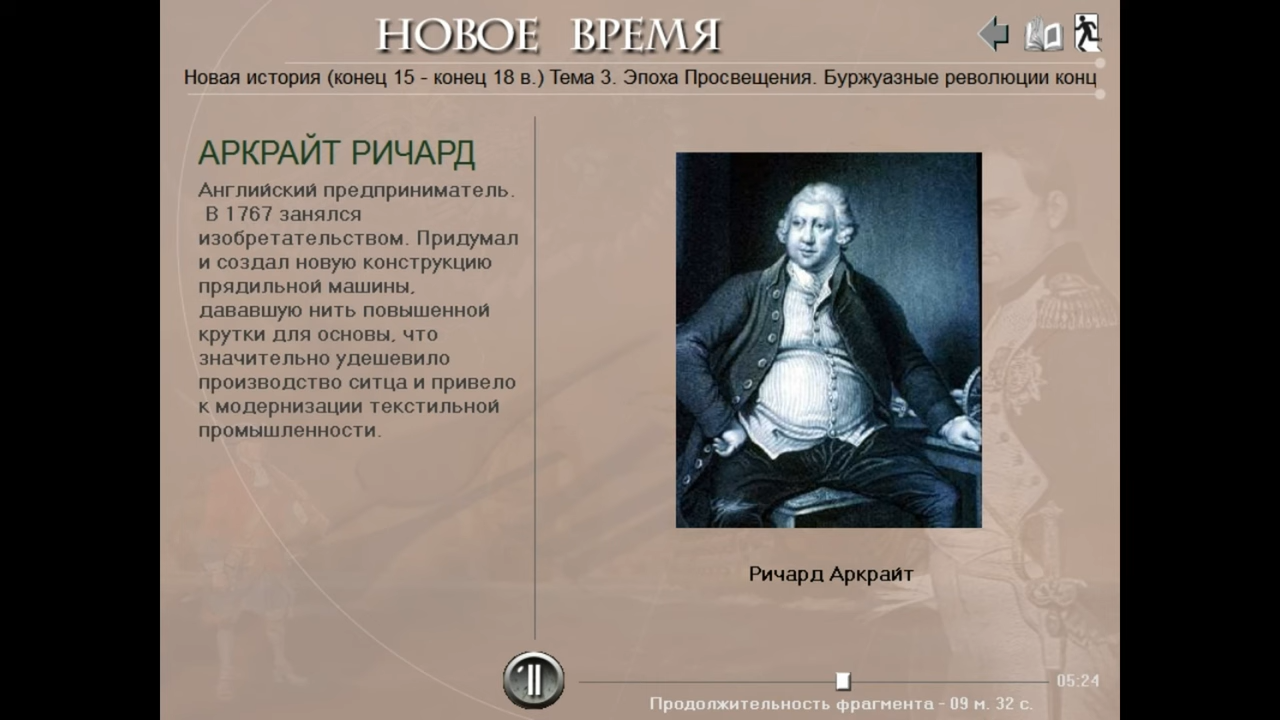 НОВОЕ ВРЕМЯ
Новая история (конец 15 - конец 18 в.) Тема 3. Эпоха Просвещения. Буржуазные революции конц
АРКРАЙТ РИЧАРД
Английский предприниматель.
В 1767 занялся
изобретательством. Придумал
и создал новую конструкцию
прядильной машины,
дававшую нить повышенной
крутки для основы, что
значительно удешевило
производство ситца и привело
к модернизации текстильной
промышленности.
Ричард Аркрайт
05:24
Продолжительность фрагмента - 09 м. 32 с.